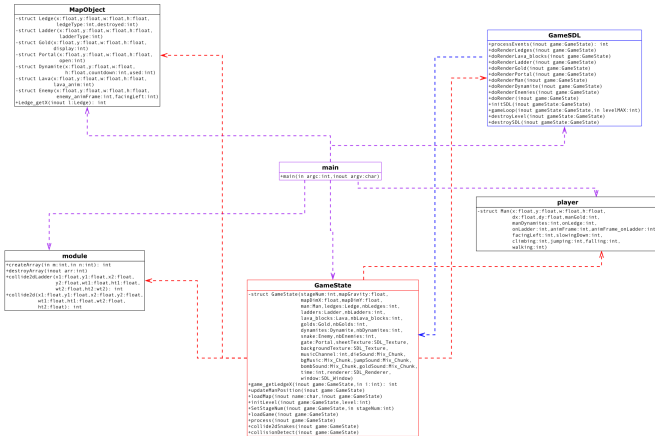 MapObject
-struct Ledge(x:float,y:float,w:float,h:float,
ledgeType:int,destroyed:int)
-struct Ladder(x:float,y:float,w:float,h:float,
ladderType:int)
-struct Gold(x:float,y:float,w:float,h:float,
display:int)
-struct Portal(x:float,y:float,w:float,h:float,
open:int)
-struct Dynamite(x:float,y:float,w:float,
h:float,countdown:int,used:int)
-struct Lava(x:float,y:float,w:float,h:float,
lava_anim:int)
-struct Enemy(x:float,y:float,w:float,h:float,
enemy_animFrame:int,facingLeft:int)
+Ledge_getX(inout l:Ledge): int
GameSDL
+processEvents(inout game:GameState): int
+doRenderLedges(inout game:GameState)
+doRenderLava_blocks(inout game:GameState)
+doRenderLadder(inout game:GameState)
+doRenderGold(inout game:GameState)
+doRenderPortal(inout game:GameState)
+doRenderMan(inout game:GameState)
+doRenderDynamite(inout game:GameState)
+doRenderEnemies(inout game:GameState)
+doRender(inout game:GameState)
+initSDL(inout game:GameState)
+gameLoop(inout game:GameState,in levelMAX:int)
+destroyLevel(inout game:GameState)
+destroySDL(inout game:GameState)
main
+main(in argc:int,inout argv:char)
player
-struct Man(x:float,y:float,w:float,h:float,
dx:float,dy:float,manGold:int,
manDynamites:int,onLedge:int,
onLadder:int,animFrame:int,animFrame_onLadder:int,
facingLeft:int,slowingDown:int,
climbing:int,jumping:int,falling:int,
walking:int)
module
+createArray(in m:int,in n:int): int
+destroyArray(inout arr:int)
+collide2dLadder(x1:float,y1:float,x2:float,
y2:float,wt1:float,ht1:float,
wt2:float,ht2:wt2): int
+collide2d(x1:float,y1:float,x2:float,y2:float,
wt1:float,ht1:float,wt2:float,
ht2:float): int
GameState
-struct GameState(stageNum:int,mapGravity:float,
mapDimX:float,mapDimY:float,
man:Man,ledges:Ledge,nbLedges:int,
ladders:Ladder,nbLadders:int,
lava_blocks:Lava,nbLava_blocks:int,
golds:Gold,nbGolds:int,
dynamites:Dynamite,nbDynamites:int,
snake:Enemy,nbEnemies:int,
gate:Portal,sheetTexture:SDL_Texture,
backgroundTexture:SDL_Texture,
musicChannel:int,dieSound:Mix_Chunk,
bgMusic:Mix_Chunk,jumpSound:Mix_Chunk,
bombSound:Mix_Chunk,goldSound:Mix_Chunk,
time:int,renderer:SDL_Renderer,
window:SDL_Window)
+game_getLedgeX(inout game:GameState,in i:int): int
+updateManPosition(inout game:GameState)
+loadMap(inout name:char,inout game:GameState)
+initLevel(inout game:GameState,level:int)
+SetStageNum(inout game:GameState,in stageNum:int)
+loadGame(inout game:GameState)
+process(inout game:GameState)
+collide2dSnakes(inout game:GameState)
+collisionDetect(inout game:GameState)